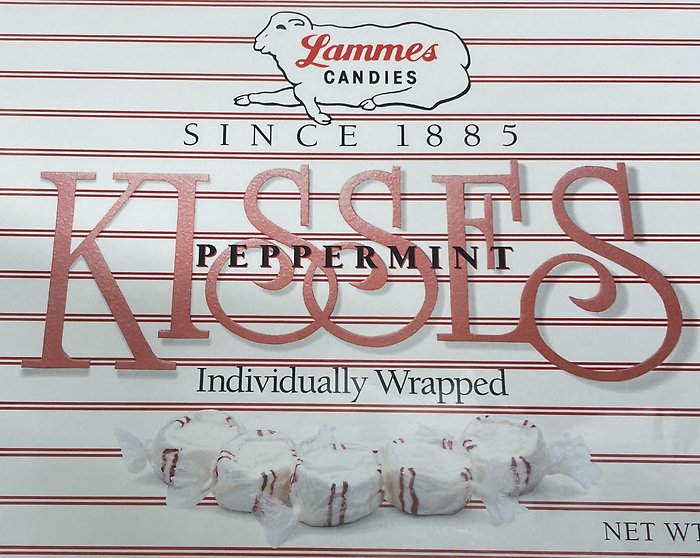 Lammes
CANDIES
SINCE 1885
KISSES
PEPPERMINT
Individually Wrapped
NET WT